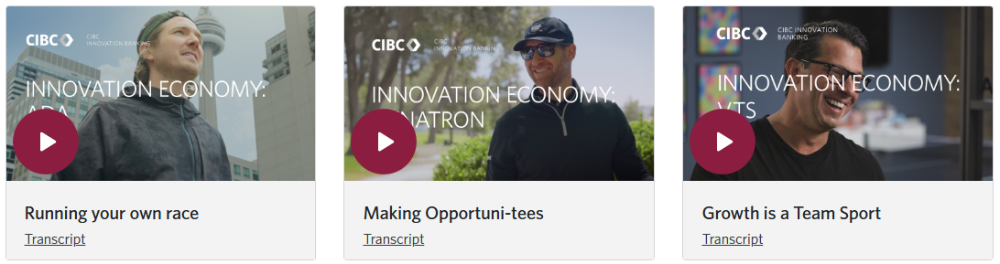 CIBC
CIBC
INNOVATION BANKING
INNOVATION ECONOMY:
ADA
Running your own race
Transcript
CIBC
CIBC
INNOVATION BANKING
INNOVATION ECONOMY:
NATRON
Making Opportuni-tees
Transcript
CIBC
CIBC INNOVATION
BANKING
INNOVATION ECONOMY:
VTS
Growth is a Team Sport
Transcript